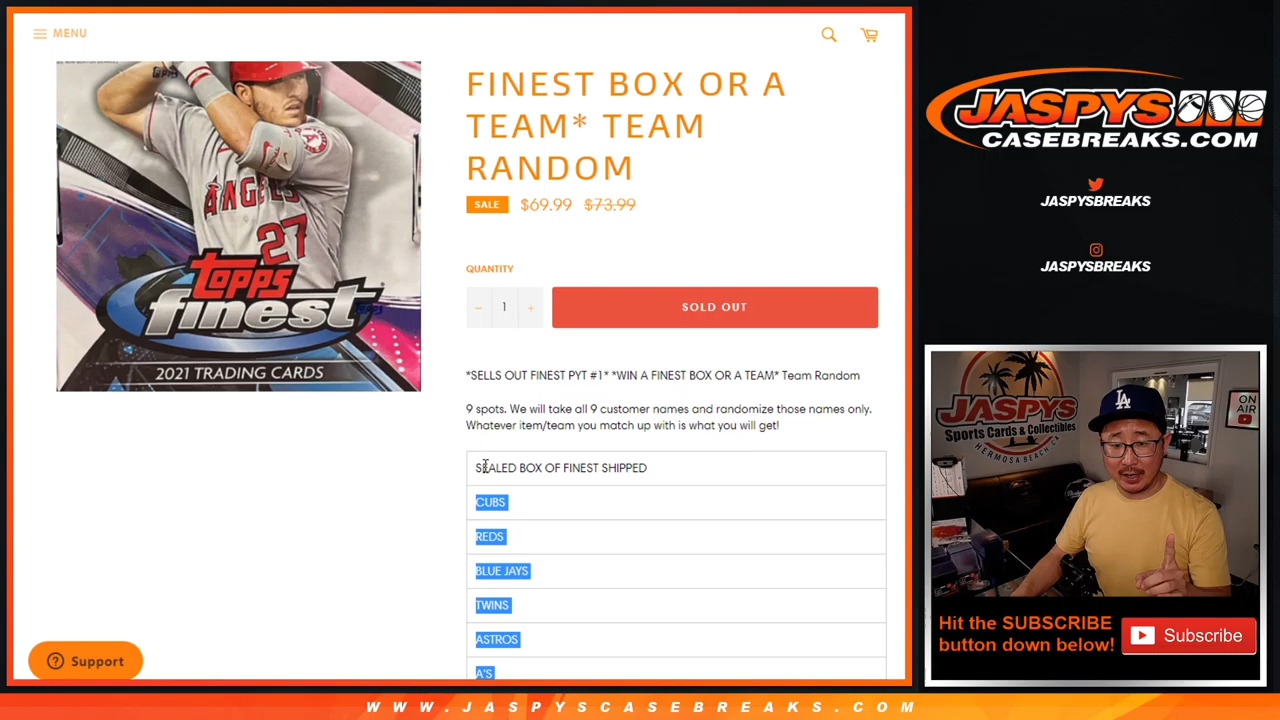 MENU
FINEST BOX OR A
TEAM* TEAM
RANDOM
SALE $69.99 $73.99
QUANTITY
− 1 +
SOLD OUT
*SELLS OUT FINEST PYT #1* *WIN A FINEST BOX OR A TEAM* Team Random
9 spots. We will take all 9 customer names and randomize those names only.
Whatever item/team you match up with is what you will get!
SEALED BOX OF FINEST SHIPPED
CUBS
REDS
BLUE JAYS
TWINS
ASTROS
A'S
ANGELS
27
topps
finest
2021 TRADING CARDS
Support
JASPYS
CASEBREAKS.COM
JASPYSBREAKS
JASPYSBREAKS
JASPYS
Sports Cards & Collectibles
HERMOSA BEACH, CA
LA
ON
AIR
Hit the SUBSCRIBE
button down below!
Subscribe
WWW.JASPYSCASEBREAKS.COM